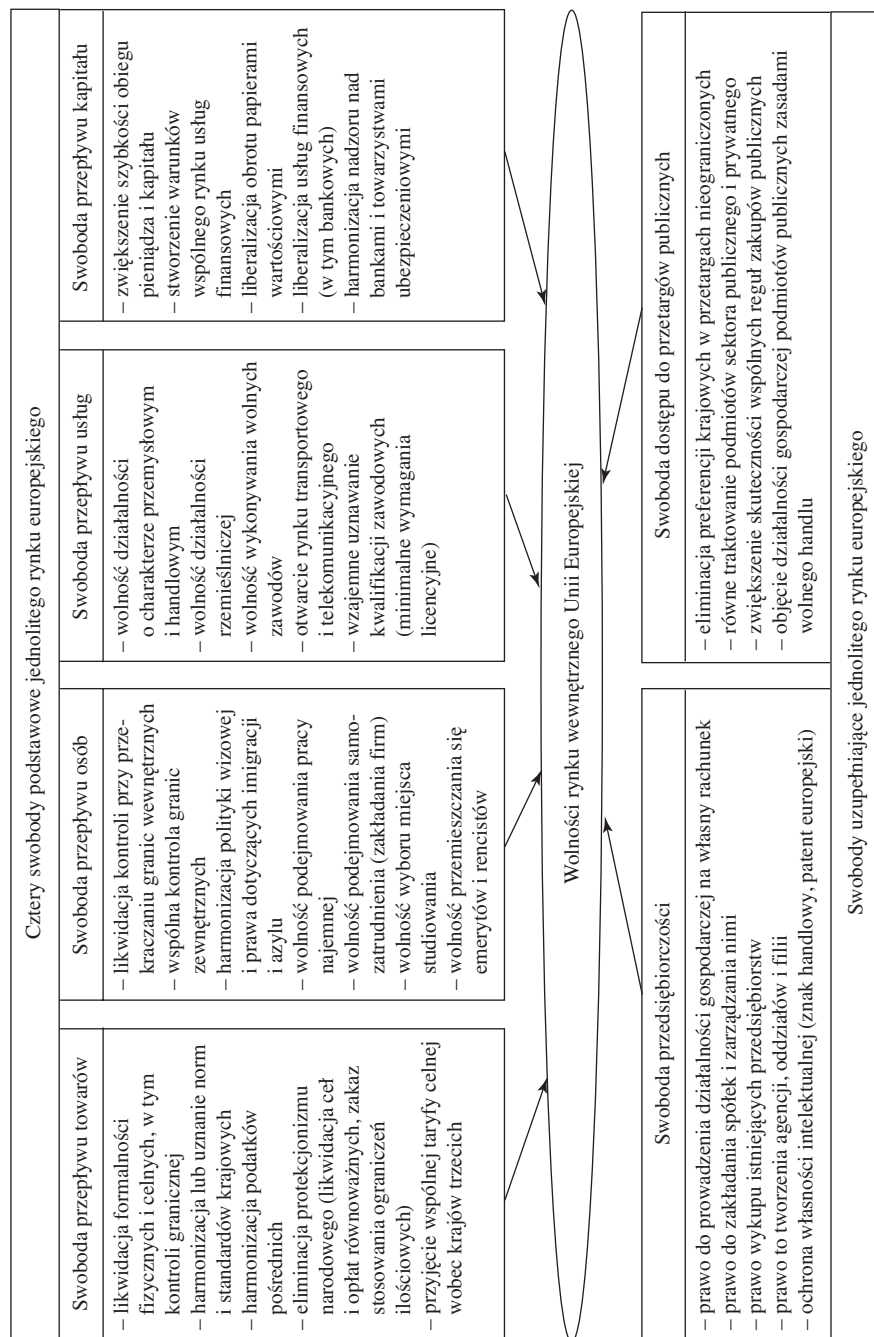 Cztery swobody podstawowe jednolitego rynku europejskiego
Swoboda przepływu towarów
– likwidacja formalności
fizycznych i celnych, w tym
kontroli granicznej
– harmonizacja lub uznanie norm
i standardów krajowych
– harmonizacja podatków
pośrednich
– eliminacja protekcjonizmu
narodowego (likwidacja ceł
i opłat równoważnych, zakaz
stosowania ograniczeń
ilościowych)
– przyjęcie wspólnej taryfy celnej
wobec krajów trzecich
Swoboda przepływu osób
– likwidacja kontroli przy prze-
kraczaniu granic wewnętrznych
– wspólna kontrola granic
zewnętrznych
– harmonizacja polityki wizowej
i prawa dotyczących imigracji
i azylu
– wolność podejmowania pracy
najemnej
– wolność podejmowania samo-
zatrudnienia (zakładania firm)
– wolność wyboru miejsca
studiowania
– wolność przemieszczania się
emerytów i rencistów
Swoboda przepływu usług
– wolność działalności
o charakterze przemysłowym
i handlowym
– wolność działalności
rzemieślniczej
– wolność wykonywania wolnych
zawodów
– otwarcie rynku transportowego
i telekomunikacyjnego
– wzajemne uznawanie
kwalifikacji zawodowych
(minimalne wymagania
licencyjne)
Swoboda przepływu kapitału
– zwiększenie szybkości obiegu
pieniądza i kapitału
– stworzenie warunków
wspólnego rynku usług
finansowych
– liberalizacja obrotu papierami
wartościowymi
– liberalizacja usług finansowych
(w tym bankowych)
– harmonizacja nadzoru nad
bankami i towarzystwami
ubezpieczeniowymi
Wolności rynku wewnętrznego Unii Europejskiej
Swoboda przedsiębiorczości
– prawo do prowadzenia działalności gospodarczej na własny rachunek
– prawo do zakładania spółek i zarządzania nimi
– prawo wykupu istniejących przedsiębiorstw
– prawo to tworzenia agencji, oddziałów i filii
– ochrona własności intelektualnej (znak handlowy, patent europejski)
Swoboda dostępu do przetargów publicznych
– eliminacja preferencji krajowych w przetargach nieograniczonych
– równe traktowanie podmiotów sektora publicznego i prywatnego
– zwiększenie skuteczności wspólnych reguł zakupów publicznych
– objęcie działalności gospodarczej podmiotów publicznych zasadami
wolnego handlu
Swobody uzupełniające jednolitego rynku europejskiego